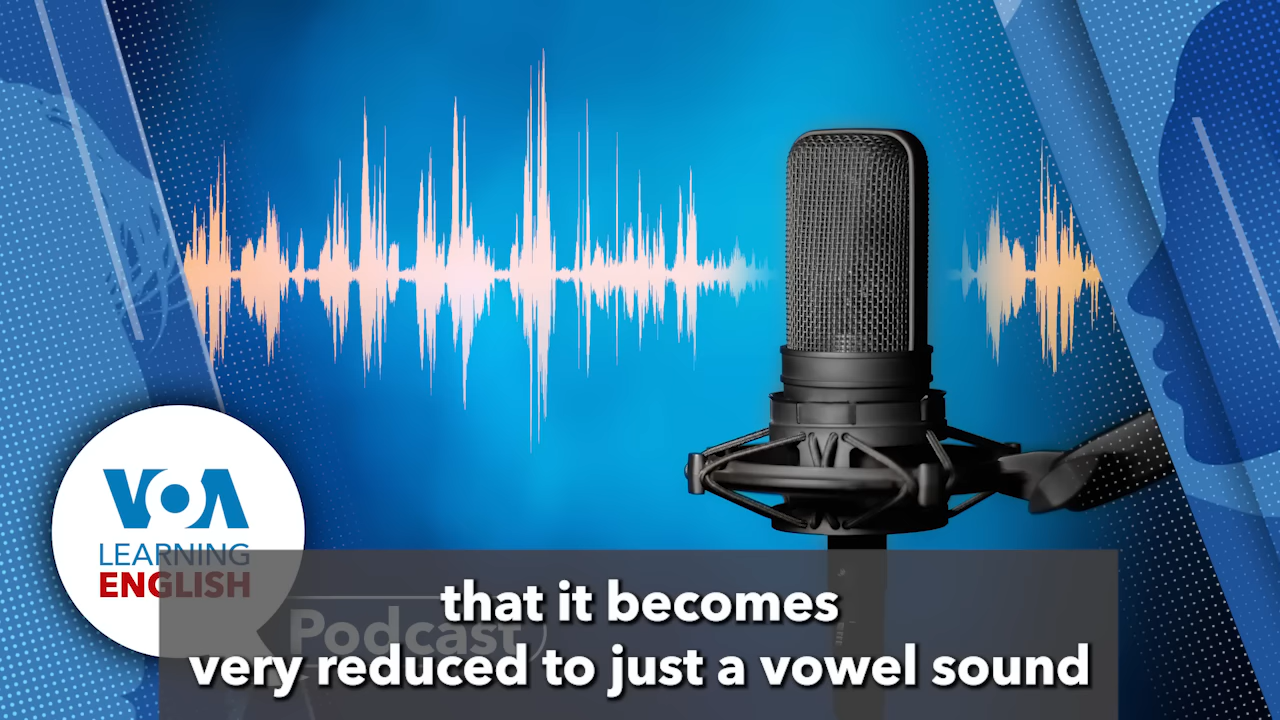 VOA
LEARNING
ENGLISH
Podcast
that it becomes
very reduced to just a vowel sound